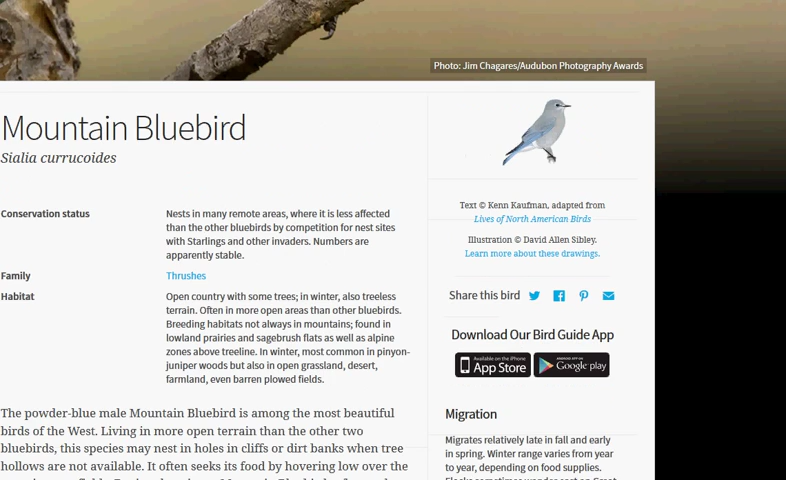 Photo: Jim Chagares/Audubon Photography Awards
Mountain Bluebird
Sialia currucoides
Conservation status
Nests in many remote areas, where it is less affected
than the other bluebirds by competition for nest sites
with Starlings and other invaders. Numbers are
apparently stable.
Family
Thrushes
Habitat
Open country with some trees; in winter, also treeless
terrain. Often in more open areas than other bluebirds.
Breeding habitats not always in mountains; found in
lowland prairies and sagebrush flats as well as alpine
zones above treeline. In winter, most common in pinyon-
juniper woods but also in open grassland, desert,
farmland, even barren plowed fields.
The powder-blue male Mountain Bluebird is among the most beautiful
birds of the West. Living in more open terrain than the other two
bluebirds, this species may nest in holes in cliffs or dirt banks when tree
hollows are not available. It often seeks its food by hovering low over the
Text © Kenn Kaufman, adapted from
Lives of North American Birds
Illustration © David Allen Sibley.
Learn more about these drawings.
Share this bird
Download Our Bird Guide App
Available on the iPhone
App Store
ANDROID APP ON
Google play
Migration
Migrates relatively late in fall and early
in spring. Winter range varies from year
to year, depending on food supplies.